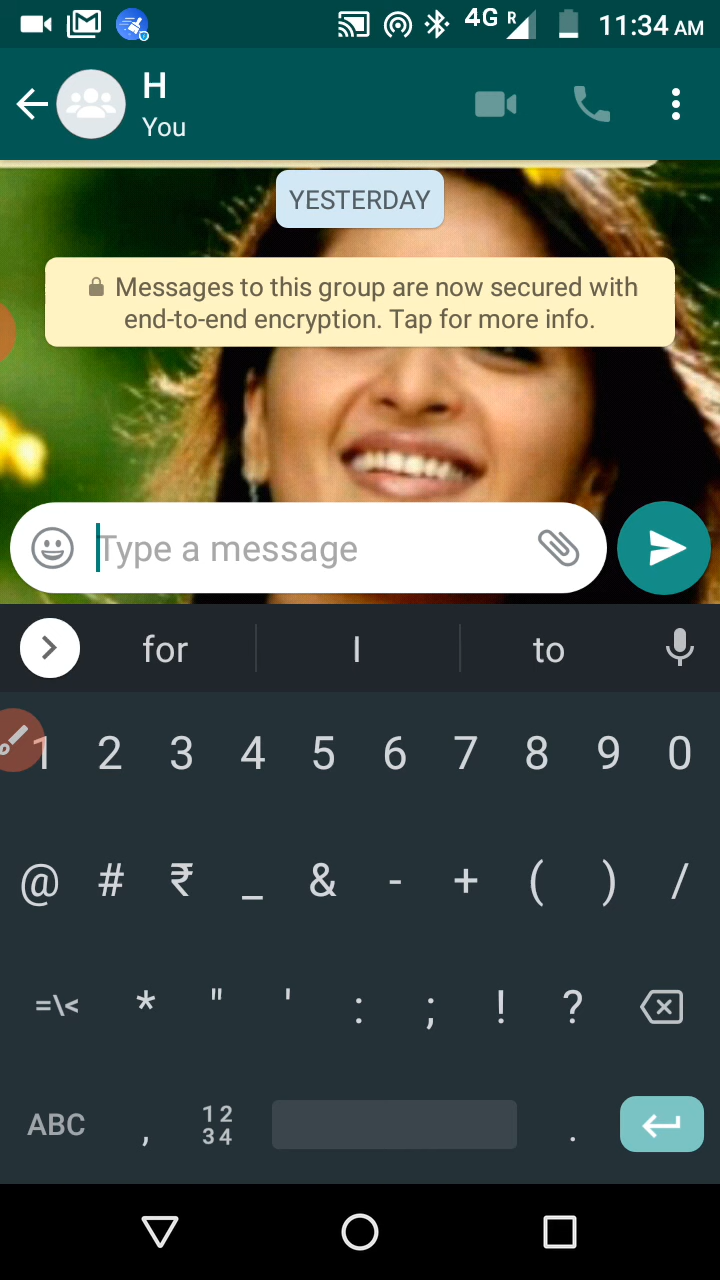 4G R 11:34 AM
H
You
YESTERDAY
Messages to this group are now secured with
end-to-end encryption. Tap for more info.
Type a message
for I to
1 2 3 4 5 6 7 8 9 0
@ # ₹ _ & - + ( ) /
=\< * " ' : ; ! ?
ABC , 12 34 .